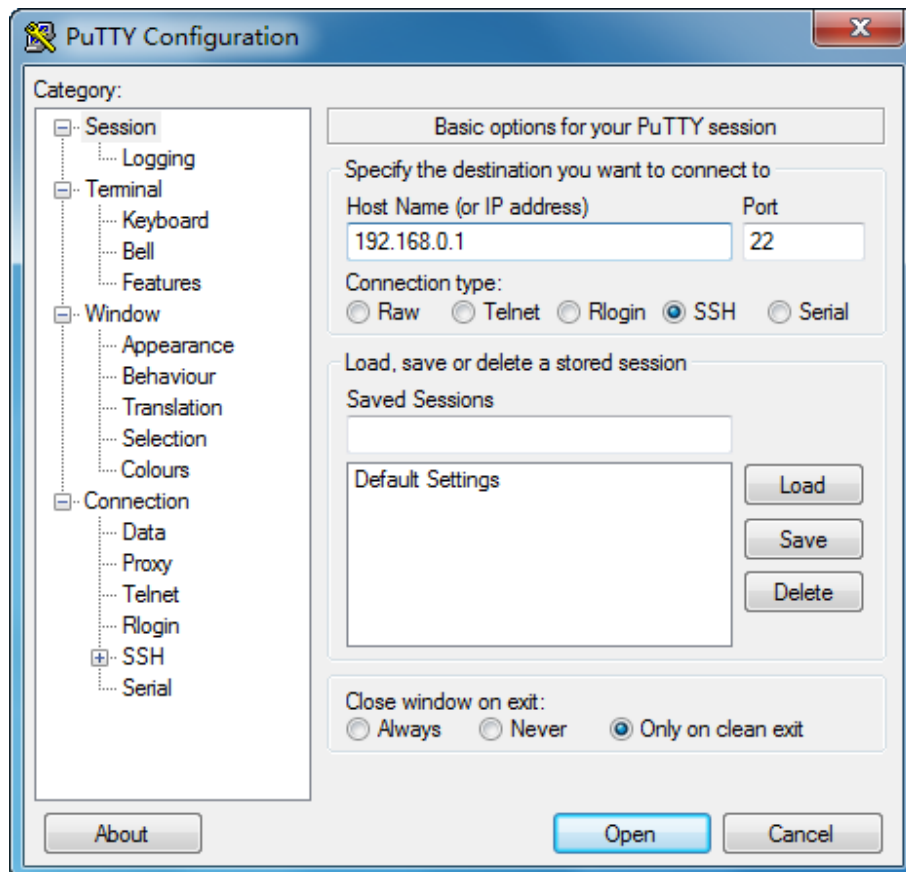 PuTTY Configuration
Category:
Session
Logging
Terminal
Keyboard
Bell
Features
Window
Appearance
Behaviour
Translation
Selection
Colours
Connection
Data
Proxy
Telnet
Rlogin
SSH
Serial
Basic options for your PuTTY session
Specify the destination you want to connect to
Host Name (or IP address) Port
192.168.0.1 22
Connection type:
Raw Telnet Rlogin SSH Serial
Load, save or delete a stored session
Saved Sessions
Default Settings
Load
Save
Delete
Close window on exit:
Always Never Only on clean exit
About Open Cancel